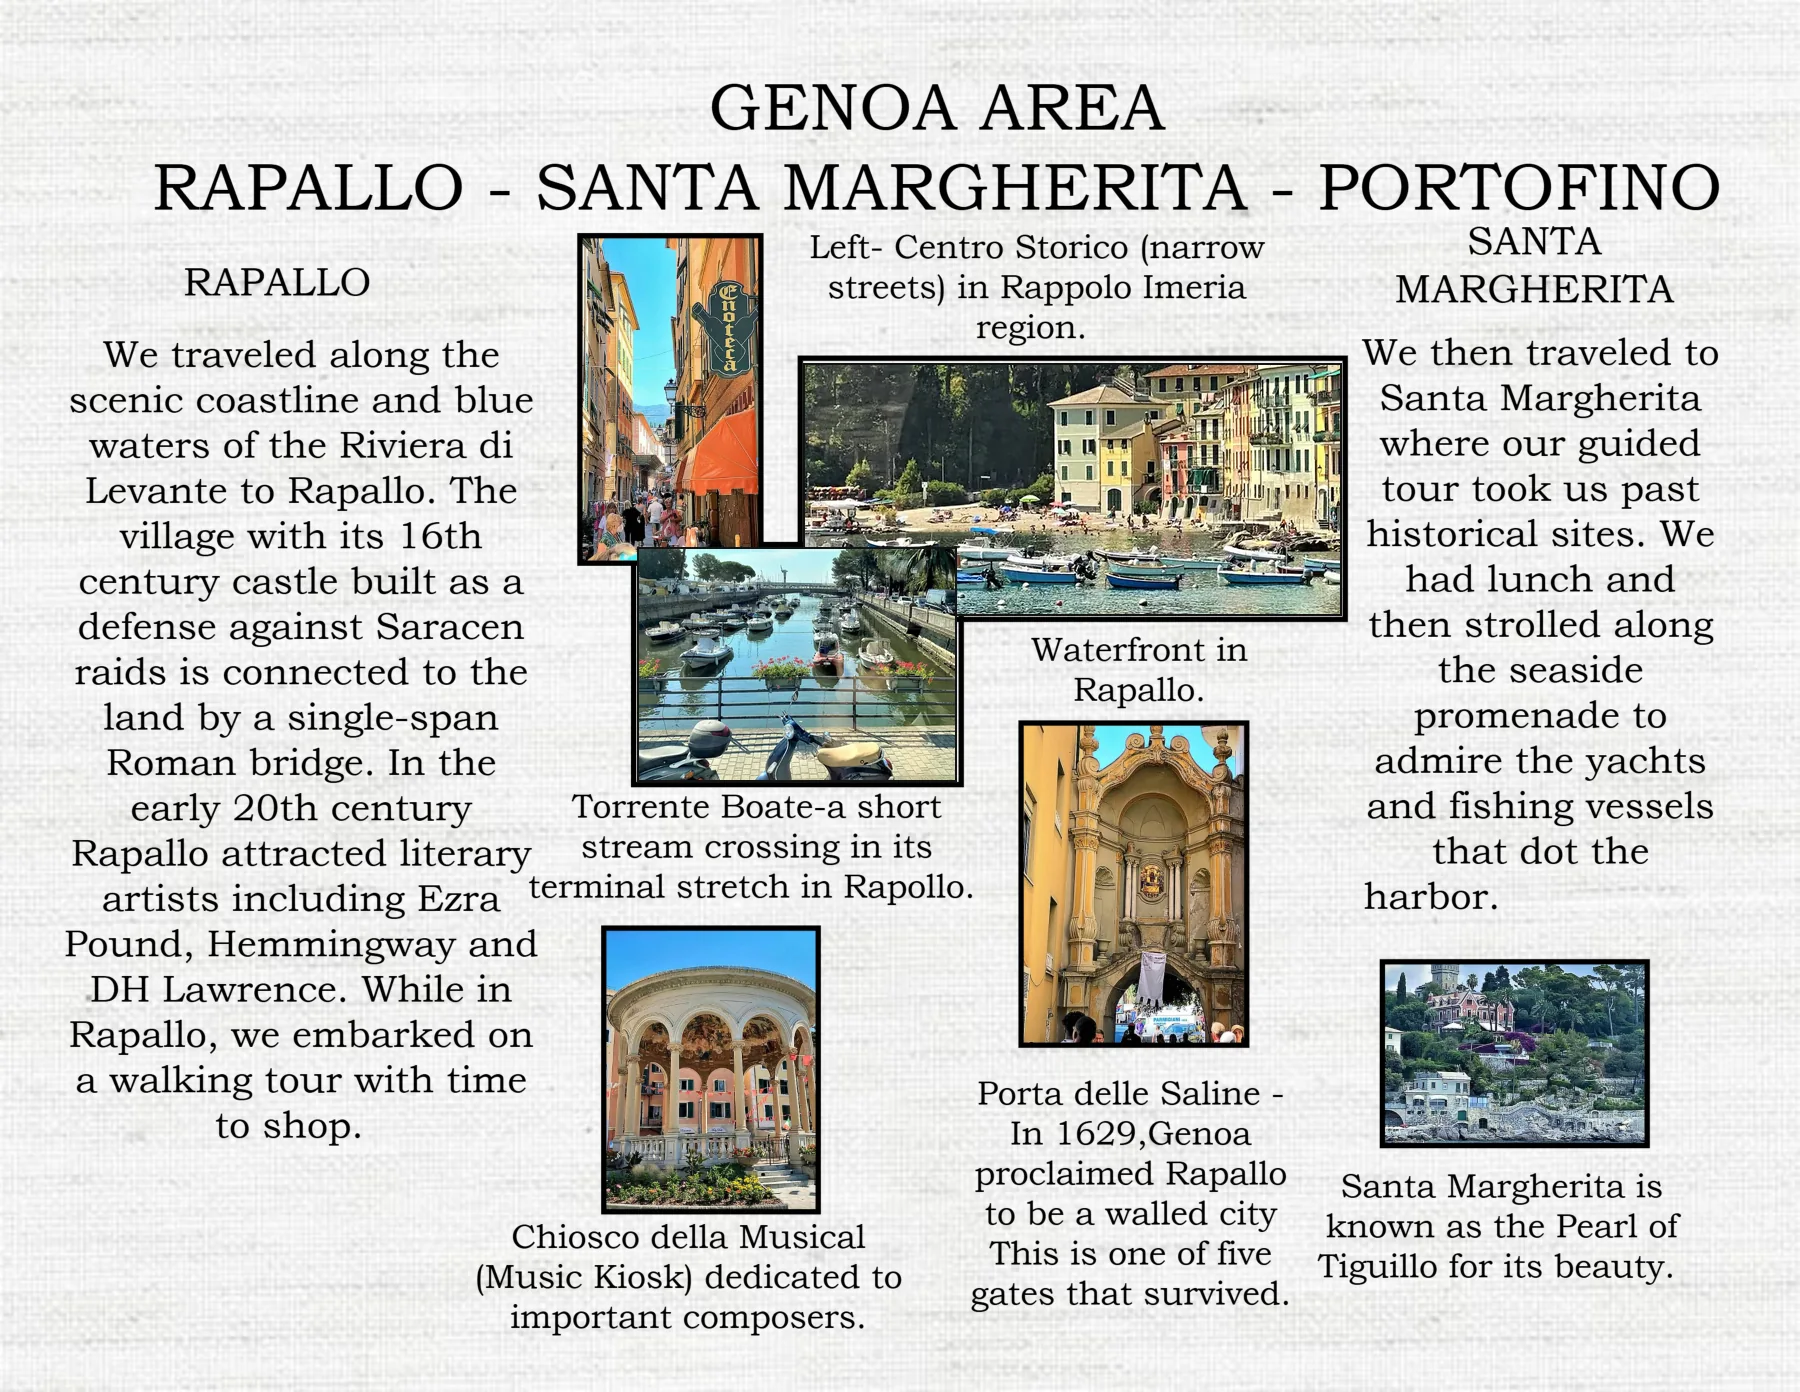 GENOA AREA
RAPALLO - SANTA MARGHERITA - PORTOFINO
RAPALLO
We traveled along the
scenic coastline and blue
waters of the Riviera di
Levante to Rapallo. The
village with its 16th
century castle built as a
defense against Saracen
raids is connected to the
land by a single-span
Roman bridge. In the
early 20th century
Rapallo attracted literary
artists including Ezra
Pound, Hemmingway and
DH Lawrence. While in
Rapallo, we embarked on
a walking tour with time
to shop.
Enoteca
Left- Centro Storico (narrow
streets) in Rappolo Imeria
region.
Waterfront in
Rapallo.
Torrente Boate-a short
stream crossing in its
terminal stretch in Rapollo.
Chiosco della Musical
(Music Kiosk) dedicated to
important composers.
PARMIGIANI
Porta delle Saline -
In 1629,Genoa
proclaimed Rapallo
to be a walled city
This is one of five
gates that survived.
SANTA
MARGHERITA
We then traveled to
Santa Margherita
where our guided
tour took us past
historical sites. We
had lunch and
then strolled along
the seaside
promenade to
admire the yachts
and fishing vessels
that dot the
harbor.
Santa Margherita is
known as the Pearl of
Tiguillo for its beauty.